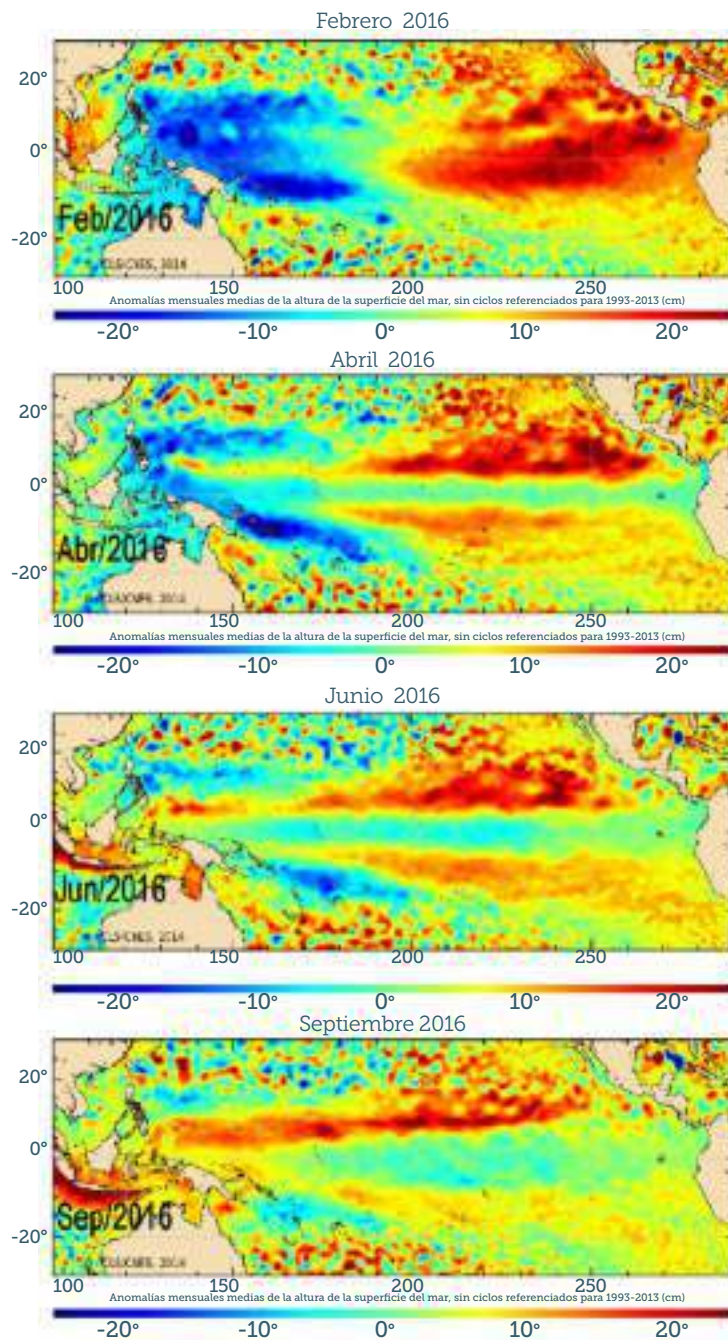 Febrero 2016
20°
0°
-20°
Feb/2016
100 150 200 250
Anomalías mensuales medias de la altura de la superficie del mar, sin ciclos referenciados para 1993-2013 (cm)
-20° -10° 0° 10° 20°
Abril 2016
20°
0°
-20°
Abr/2016
100 150 200 250
Anomalías mensuales medias de la altura de la superficie del mar, sin ciclos referenciados para 1993-2013 (cm)
-20° -10° 0° 10° 20°
Junio 2016
20°
0°
-20°
Jun/2016
100 150 200 250
-20° -10° 0° 10° 20°
Septiembre 2016
20°
0°
-20°
Sep/2016
100 150 200 250
Anomalías mensuales medias de la altura de la superficie del mar, sin ciclos referenciados para 1993-2013 (cm)
-20° -10° 0° 10° 20°